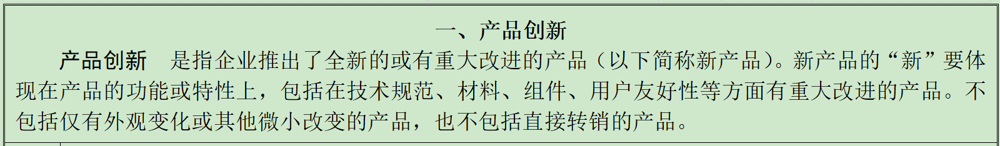 一、产品创新
产品创新　是指企业推出了全新的或有重大改进的产品（以下简称新产品）。新产品的“新”要体
现在产品的功能或特性上，包括在技术规范、材料、组件、用户友好性等方面有重大改进的产品。不
包括仅有外观变化或其他微小改变的产品，也不包括直接转销的产品。